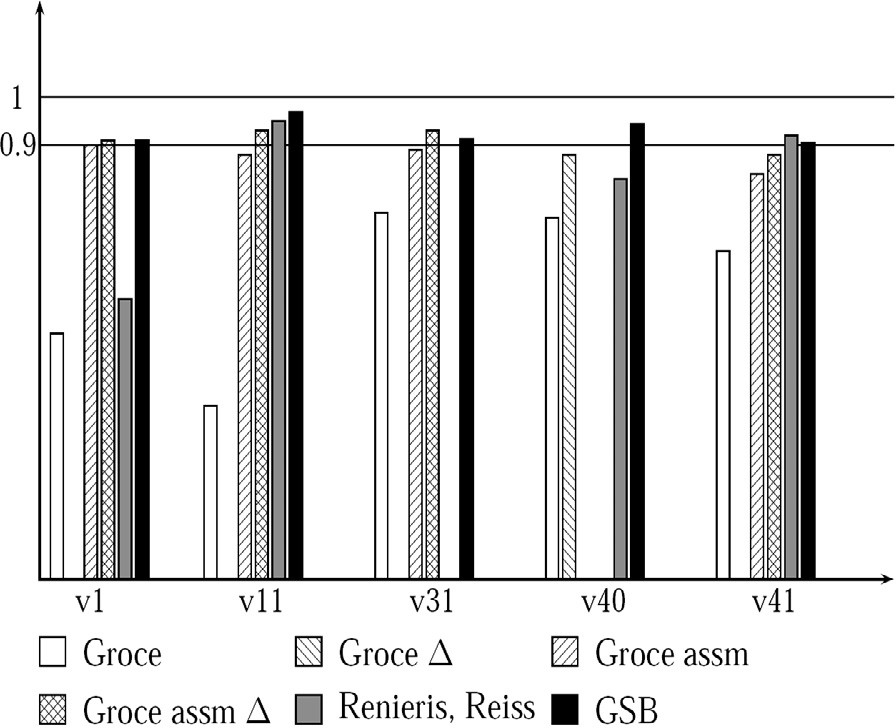 1
0.9
v1 v11 v31 v40 v41
Groce Groce Δ Groce assm
Groce assm Δ Renieris, Reiss GSB